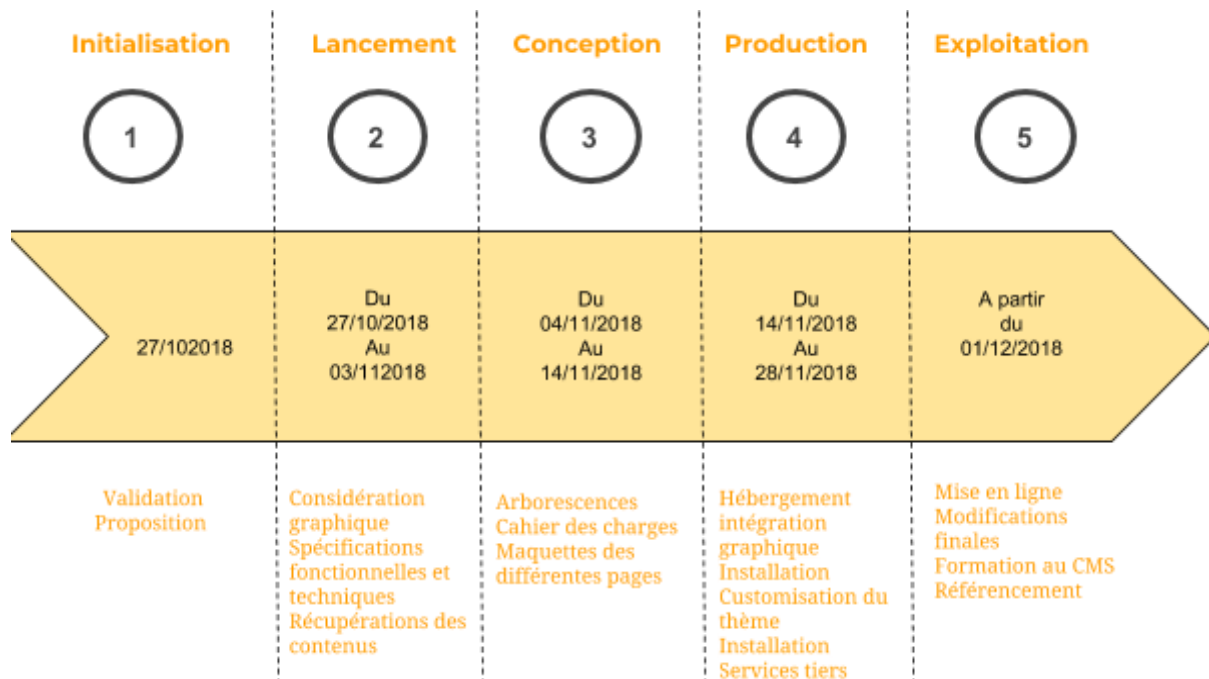 Initialisation
Lancement
Conception
Production
Exploitation
1
2
3
4
5
27/102018
Du
27/10/2018
Au
03/112018
Du
04/11/2018
Au
14/11/2018
Du
14/11/2018
Au
28/11/2018
A partir
du
01/12/2018
Validation
Proposition
Considération
graphique
Spécifications
fonctionnelles et
techniques
Récupérations des
contenus
Arborescences
Cahier des charges
Maquettes des
différentes pages
Hébergement
intégration
graphique
Installation
Customisation du
thème
Installation
Services tiers
Mise en ligne
Modifications
finales
Formation au CMS
Référencement